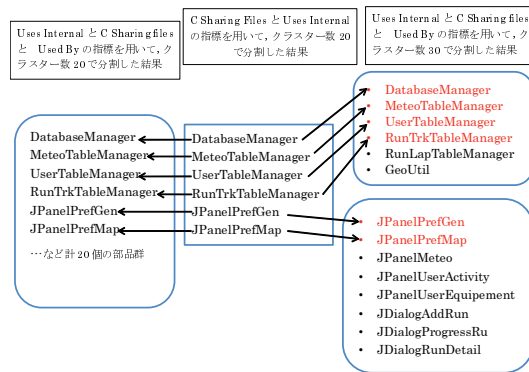 Uses Internal と C Sharing files
と Used By の指標を用いて, ク
ラスター数 20 で分割した結果
C Sharing Files と Uses Internal
の指標を用いて, クラスター数 20
で分割した結果
Uses Internal と C Sharing files
と Used By の指標を用いて, ク
ラスター数 30 で分割した結果
DatabaseManager
MeteoTableManager
UserTableManager
RunTrkTableManager
JPanelPrefGen
JPanelPrefMap
…など計 20 個の部品群
DatabaseManager
MeteoTableManager
UserTableManager
RunTrkTableManager
JPanelPrefGen
JPanelPrefMap
• DatabaseManager
• MeteoTableManager
• UserTableManager
• RunTrkTableManager
• RunLapTableManager
• GeoUtil
• JPanelPrefGen
• JPanelPrefMap
• JPanelMeteo
• JPanelUserActivity
• JPanelUserEquipement
• JDialogAddRun
• JDialogProgressRu
• JDialogRunDetail